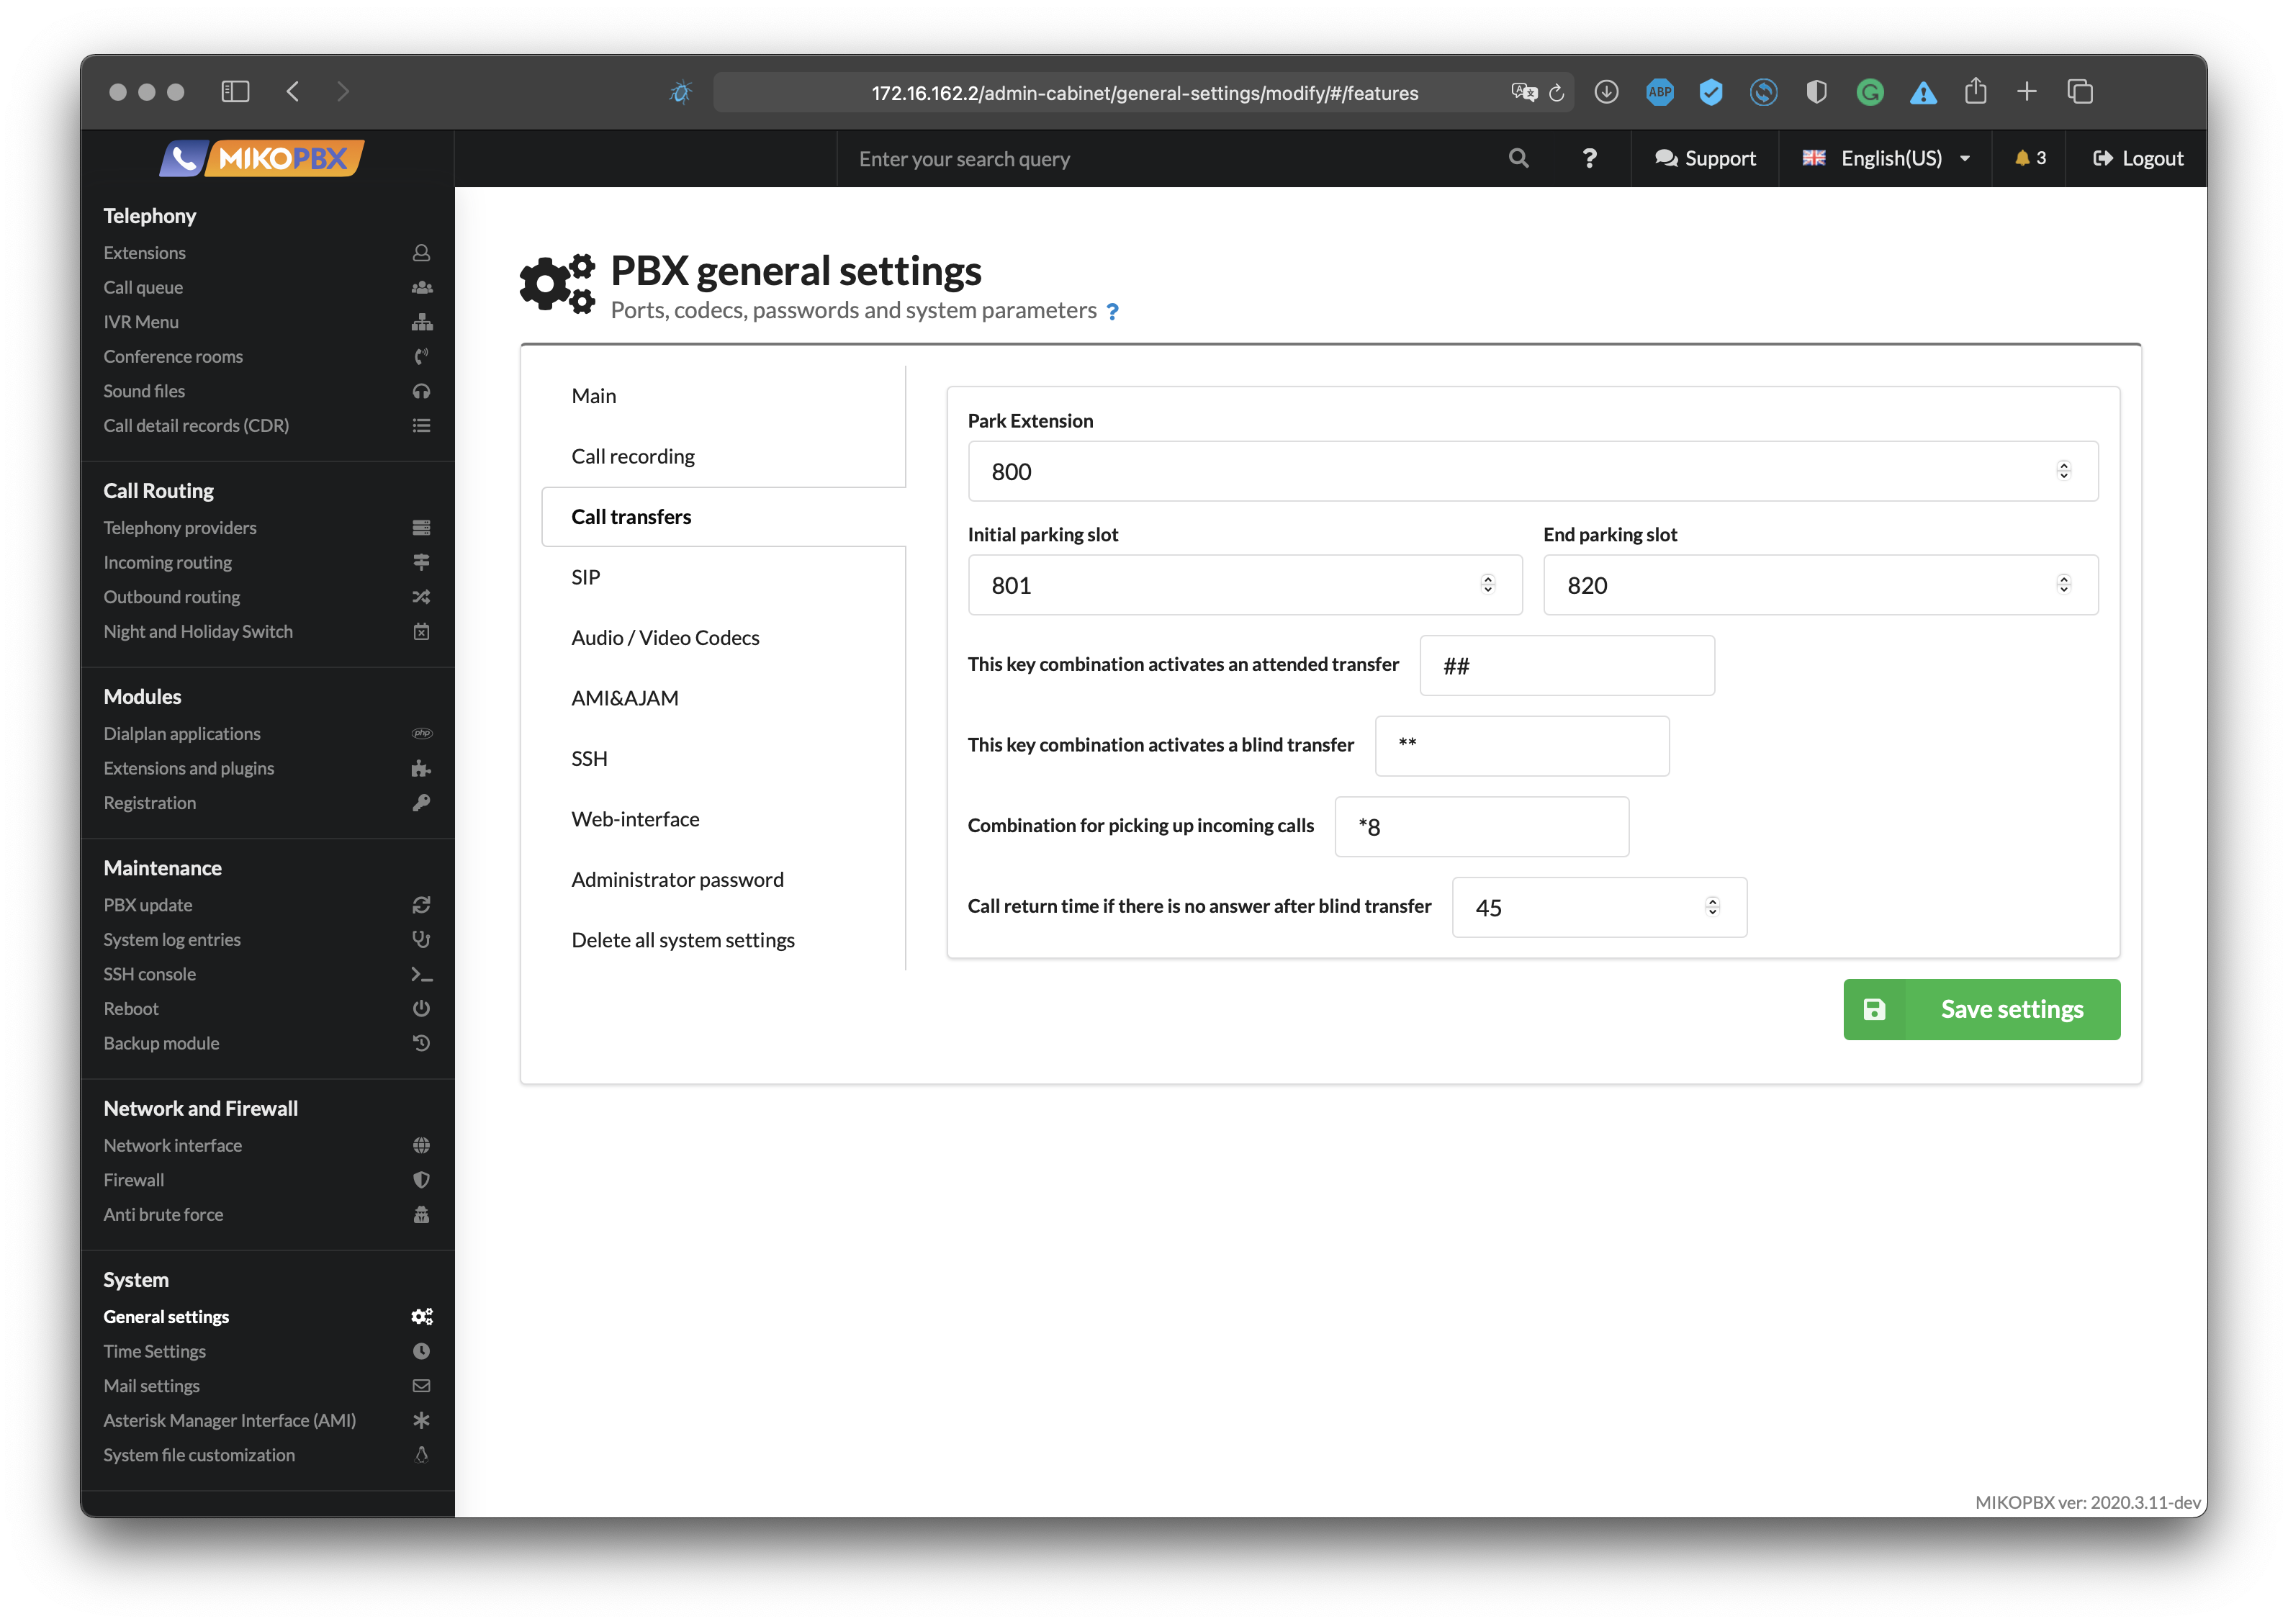 172.16.162.2/admin-cabinet/general-settings/modify/#/features
ABP
MIKOPBX
Enter your search query
?
Support
English(US)
3
Logout
Telephony
Extensions
Call queue
IVR Menu
Conference rooms
Sound files
Call detail records (CDR)
Call Routing
Telephony providers
Incoming routing
Outbound routing
Night and Holiday Switch
Modules
Dialplan applications
php
Extensions and plugins
Registration
Maintenance
PBX update
System log entries
SSH console
Reboot
Backup module
Network and Firewall
Network interface
Firewall
Anti brute force
System
General settings
Time Settings
Mail settings
Asterisk Manager Interface (AMI)
System file customization
PBX general settings
Ports, codecs, passwords and system parameters ?
Main
Call recording
Call transfers
SIP
Audio / Video Codecs
AMI&AJAM
SSH
Web-interface
Administrator password
Delete all system settings
Park Extension
800
Initial parking slot
801
End parking slot
820
This key combination activates an attended transfer
##
This key combination activates a blind transfer
**
Combination for picking up incoming calls
*8
Call return time if there is no answer after blind transfer
45
Save settings
MIKOPBX ver: 2020.3.11-dev